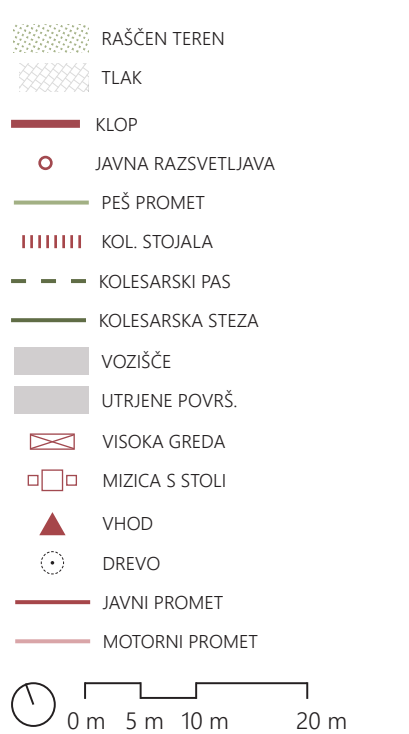 RAŠČEN TEREN
TLAK
KLOP
JAVNA RAZSVETLJAVA
PEŠ PROMET
KOL. STOJALA
KOLESARSKI PAS
KOLESARSKA STEZA
VOZIŠČE
UTRJENE POVRŠ.
VISOKA GREDA
MIZICA S STOLI
VHOD
DREVO
JAVNI PROMET
MOTORNI PROMET
0 m 5 m 10 m 20 m